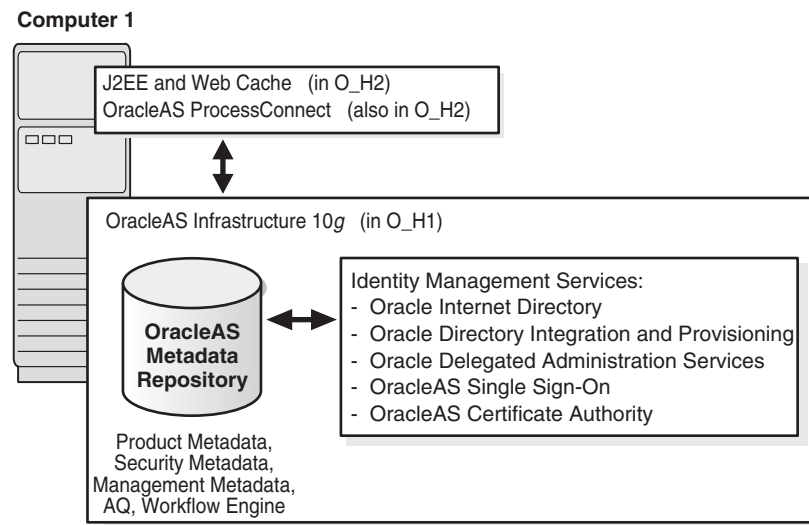 Computer 1
J2EE and Web Cache (in O_H2)
OracleAS ProcessConnect (also in O_H2)
OracleAS Infrastructure 10g (in O_H1)
OracleAS
Metadata
Repository
Product Metadata,
Security Metadata,
Management Metadata,
AQ, Workflow Engine
Identity Management Services:
- Oracle Internet Directory
- Oracle Directory Integration and Provisioning
- Oracle Delegated Administration Services
- OracleAS Single Sign-On
- OracleAS Certificate Authority